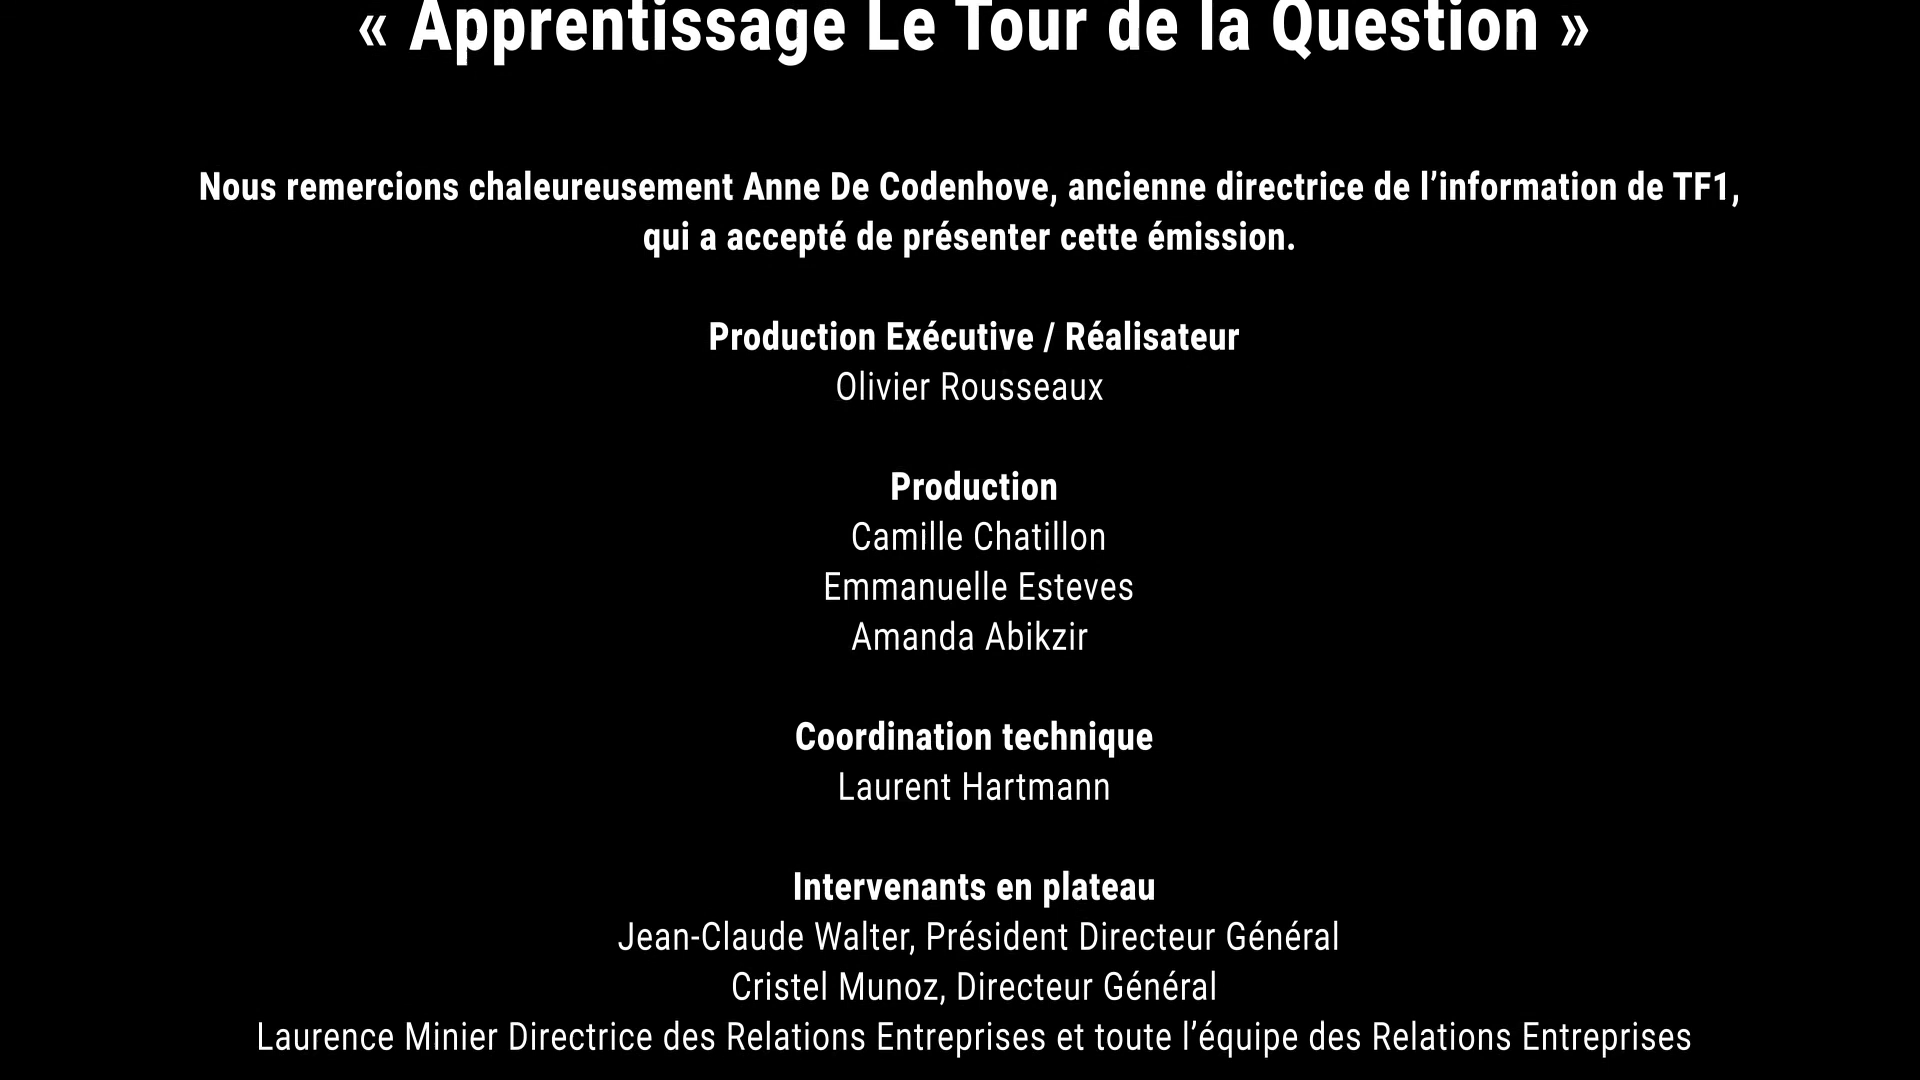 « Apprentissage Le Tour de la Question »
Nous remercions chaleureusement Anne De Codenhove, ancienne directrice de l’information de TF1,
qui a accepté de présenter cette émission.
Production Exécutive / Réalisateur
Olivier Rousseaux
Production
Camille Chatillon
Emmanuelle Esteves
Amanda Abikzir
Coordination technique
Laurent Hartmann
Intervenants en plateau
Jean-Claude Walter, Président Directeur Général
Cristel Munoz, Directeur Général
Laurence Minier Directrice des Relations Entreprises et toute l’équipe des Relations Entreprises